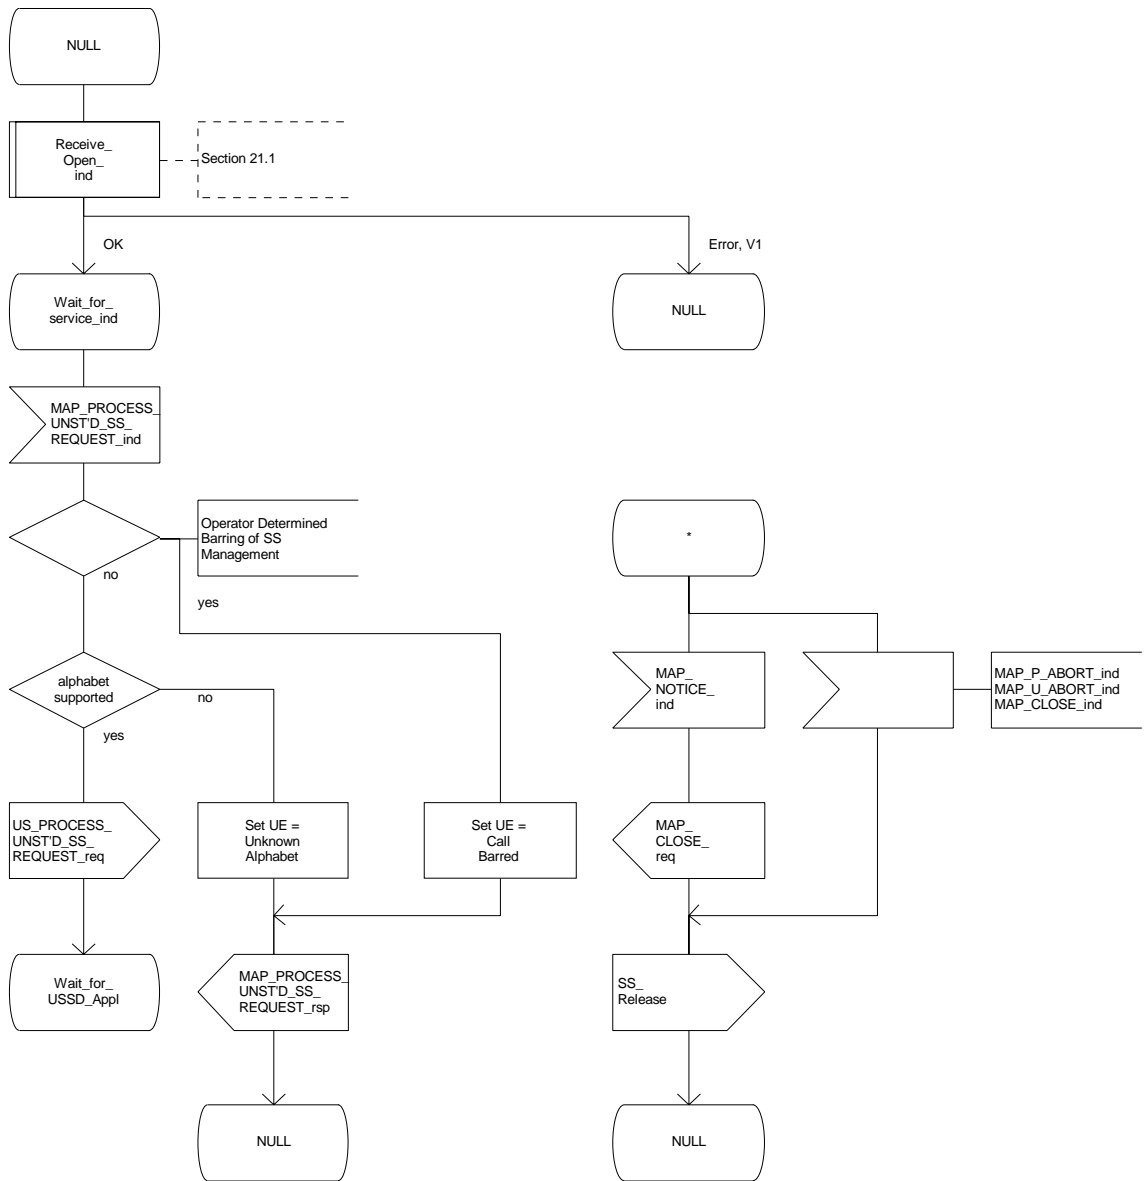 NULL
Receive_
Open_
ind
Section 21.1
OK
Error, V1
Wait_for_
service_ind
NULL
MAP_PROCESS_
UNST'D_SS_
REQUEST_ind
Operator Determined
Barring of SS
Management
no
yes
*
alphabet
supported
no
yes
MAP_
NOTICE_
ind
MAP_P_ABORT_ind
MAP_U_ABORT_ind
MAP_CLOSE_ind
US_PROCESS_
UNST'D_SS_
REQUEST_req
Set UE =
Unknown
Alphabet
Set UE =
Call
Barred
MAP_
CLOSE_
req
Wait_for_
USSD_Appl
MAP_PROCESS_
UNST'D_SS_
REQUEST_rsp
SS_
Release
NULL
NULL